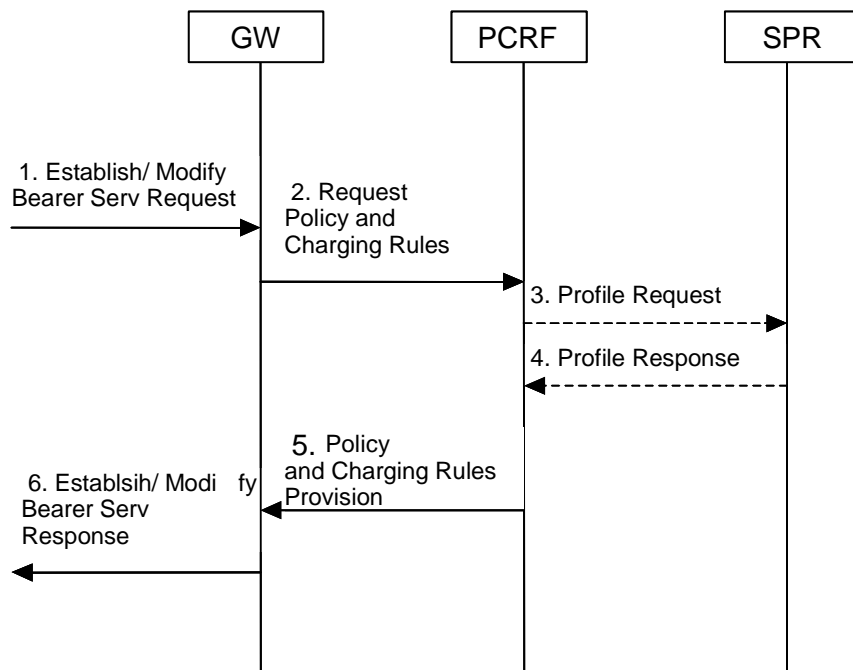 GW
PCRF
SPR
1. Establish/ Modify
Bearer Serv Request
2. Request
Policy and
Charging Rules
3. Profile Request
4. Profile Response
5. Policy
and Charging Rules
Provision
6. Establsih/ Modi fy
Bearer Serv
Response